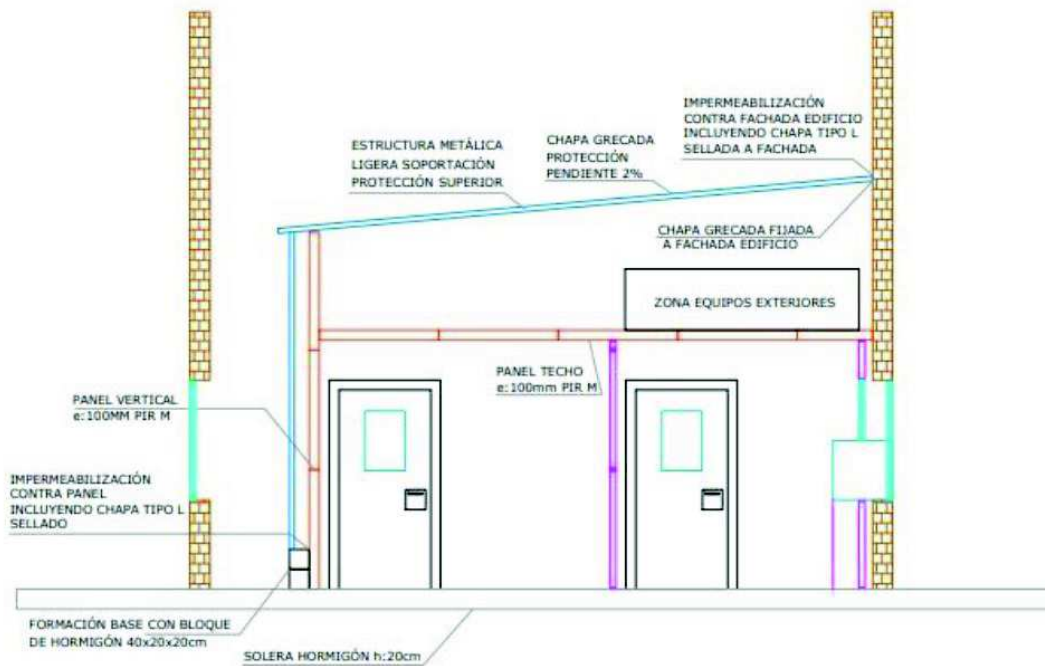 IMPERMEABILIZACIÓN
CONTRA FACHADA EDIFICIO
INCLUYENDO CHAPA TIPO L
SELLADA A FACHADA
ESTRUCTURA METÁLICA
LIGERA SOPORTACIÓN
PROTECCIÓN SUPERIOR
CHAPA GRECADA
PROTECCIÓN
PENDIENTE 2%
CHAPA GRECADA FIJADA
A FACHADA EDIFICIO
ZONA EQUIPOS EXTERIORES
PANEL TECHO
e:100mm PIR M
PANEL VERTICAL
e:100MM PIR M
IMPERMEABILIZACIÓN
CONTRA PANEL
INCLUYENDO CHAPA TIPO L
SELLADO
FORMACIÓN BASE CON BLOQUE
DE HORMIGÓN 40x20x20cm
SOLERA HORMIGÓN h:20cm